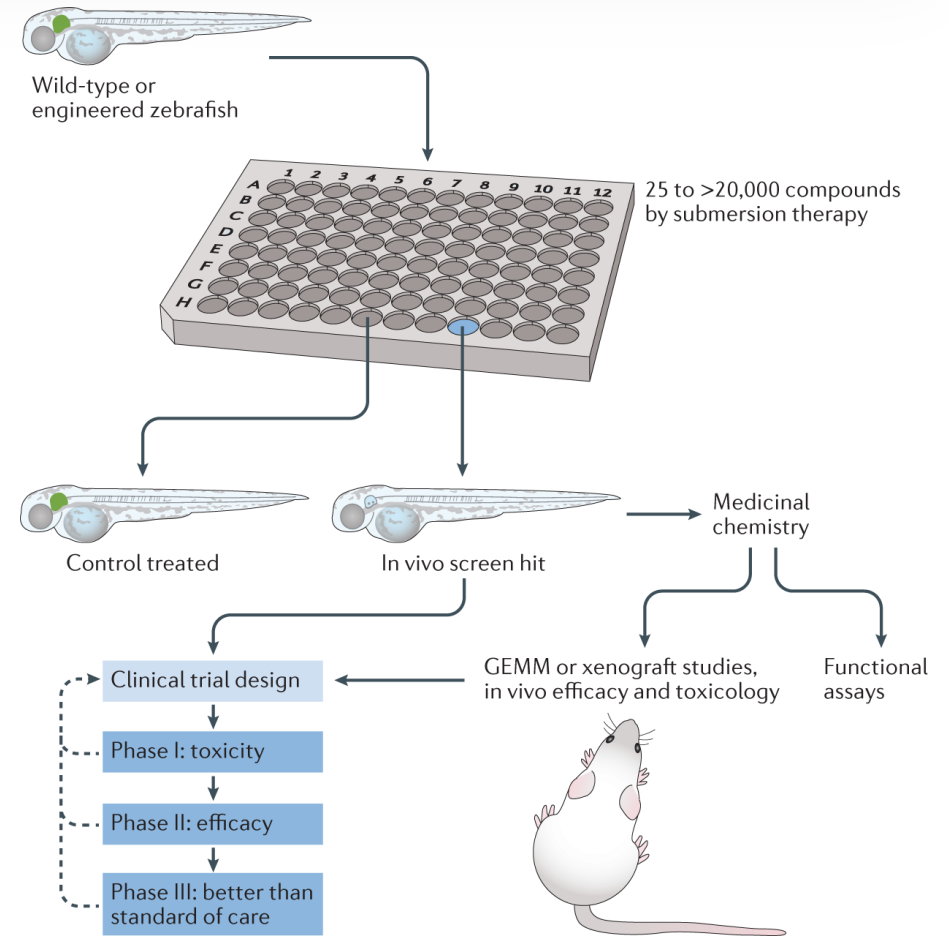 Wild-type or
engineered zebrafish
1 2 3 4 5 6 7 8 9 10 11 12
A
B
C
D
E
F
G
H
25 to >20,000 compounds
by submersion therapy
Control treated
In vivo screen hit
Medicinal
chemistry
GEMM or xenograft studies,
in vivo efficacy and toxicology
Functional
assays
Clinical trial design
Phase I: toxicity
Phase II: efficacy
Phase III: better than
standard of care